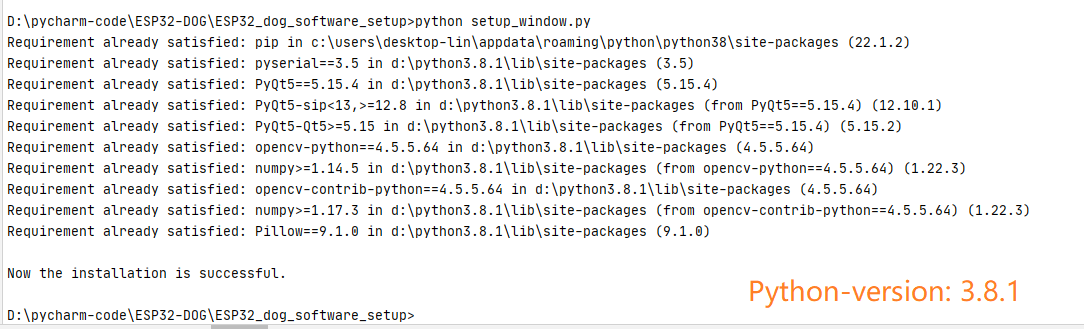 D:\pycharm-code\ESP32-DOG\ESP32_dog_software_setup>python setup_window.py
Requirement already satisfied: pip in c:\users\desktop-lin\appdata\roaming\python\python38\site-packages (22.1.2)
Requirement already satisfied: pyserial==3.5 in d:\python3.8.1\lib\site-packages (3.5)
Requirement already satisfied: PyQt5==5.15.4 in d:\python3.8.1\lib\site-packages (5.15.4)
Requirement already satisfied: PyQt5-sip<13,>=12.8 in d:\python3.8.1\lib\site-packages (from PyQt5==5.15.4) (12.10.1)
Requirement already satisfied: PyQt5-Qt5>=5.15 in d:\python3.8.1\lib\site-packages (from PyQt5==5.15.4) (5.15.2)
Requirement already satisfied: opencv-python==4.5.5.64 in d:\python3.8.1\lib\site-packages (4.5.5.64)
Requirement already satisfied: numpy>=1.14.5 in d:\python3.8.1\lib\site-packages (from opencv-python==4.5.5.64) (1.22.3)
Requirement already satisfied: opencv-contrib-python==4.5.5.64 in d:\python3.8.1\lib\site-packages (4.5.5.64)
Requirement already satisfied: numpy>=1.17.3 in d:\python3.8.1\lib\site-packages (from opencv-contrib-python==4.5.5.64) (1.22.3)
Requirement already satisfied: Pillow==9.1.0 in d:\python3.8.1\lib\site-packages (9.1.0)
Now the installation is successful.
Python-version: 3.8.1
D:\pycharm-code\ESP32-DOG\ESP32_dog_software_setup>